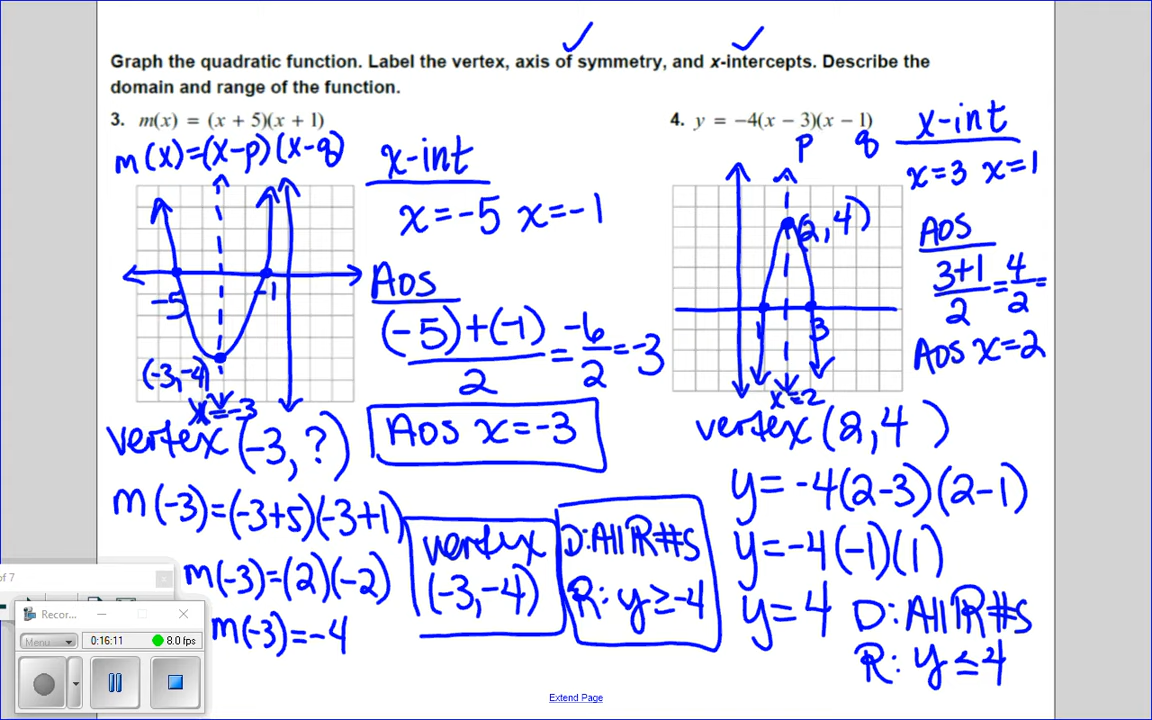 Graph the quadratic function. Label the vertex, axis of symmetry, and x-intercepts. Describe the
domain and range of the function.
3. m(x) = (x + 5)(x + 1)
m(x)=(x-p)(x-q)
x-int
x=-5 x=-1
-5
-1
(-3,-4)
x=-3
AOS
(-5)+(-1)/2 = -6/2 = -3
AOS x=-3
vertex (-3, ?)
m(-3)=(-3+5)(-3+1)
m(-3)=(2)(-2)
m(-3)=-4
vertex
(-3,-4)
D: All ℝ #s
R: y≥-4
4. y = −4(x − 3)(x − 1)
p q
x-int
x=3 x=1
(2,4)
1
3
x=2
AOS
3+1/2 = 4/2 =
AOS x=2
vertex (2,4)
y=-4(2-3)(2-1)
y=-4(-1)(1)
y=4
D: All ℝ #s
R: y≤4
of 7
Recor...
Menu
0:16:11
8.0 fps
Extend Page